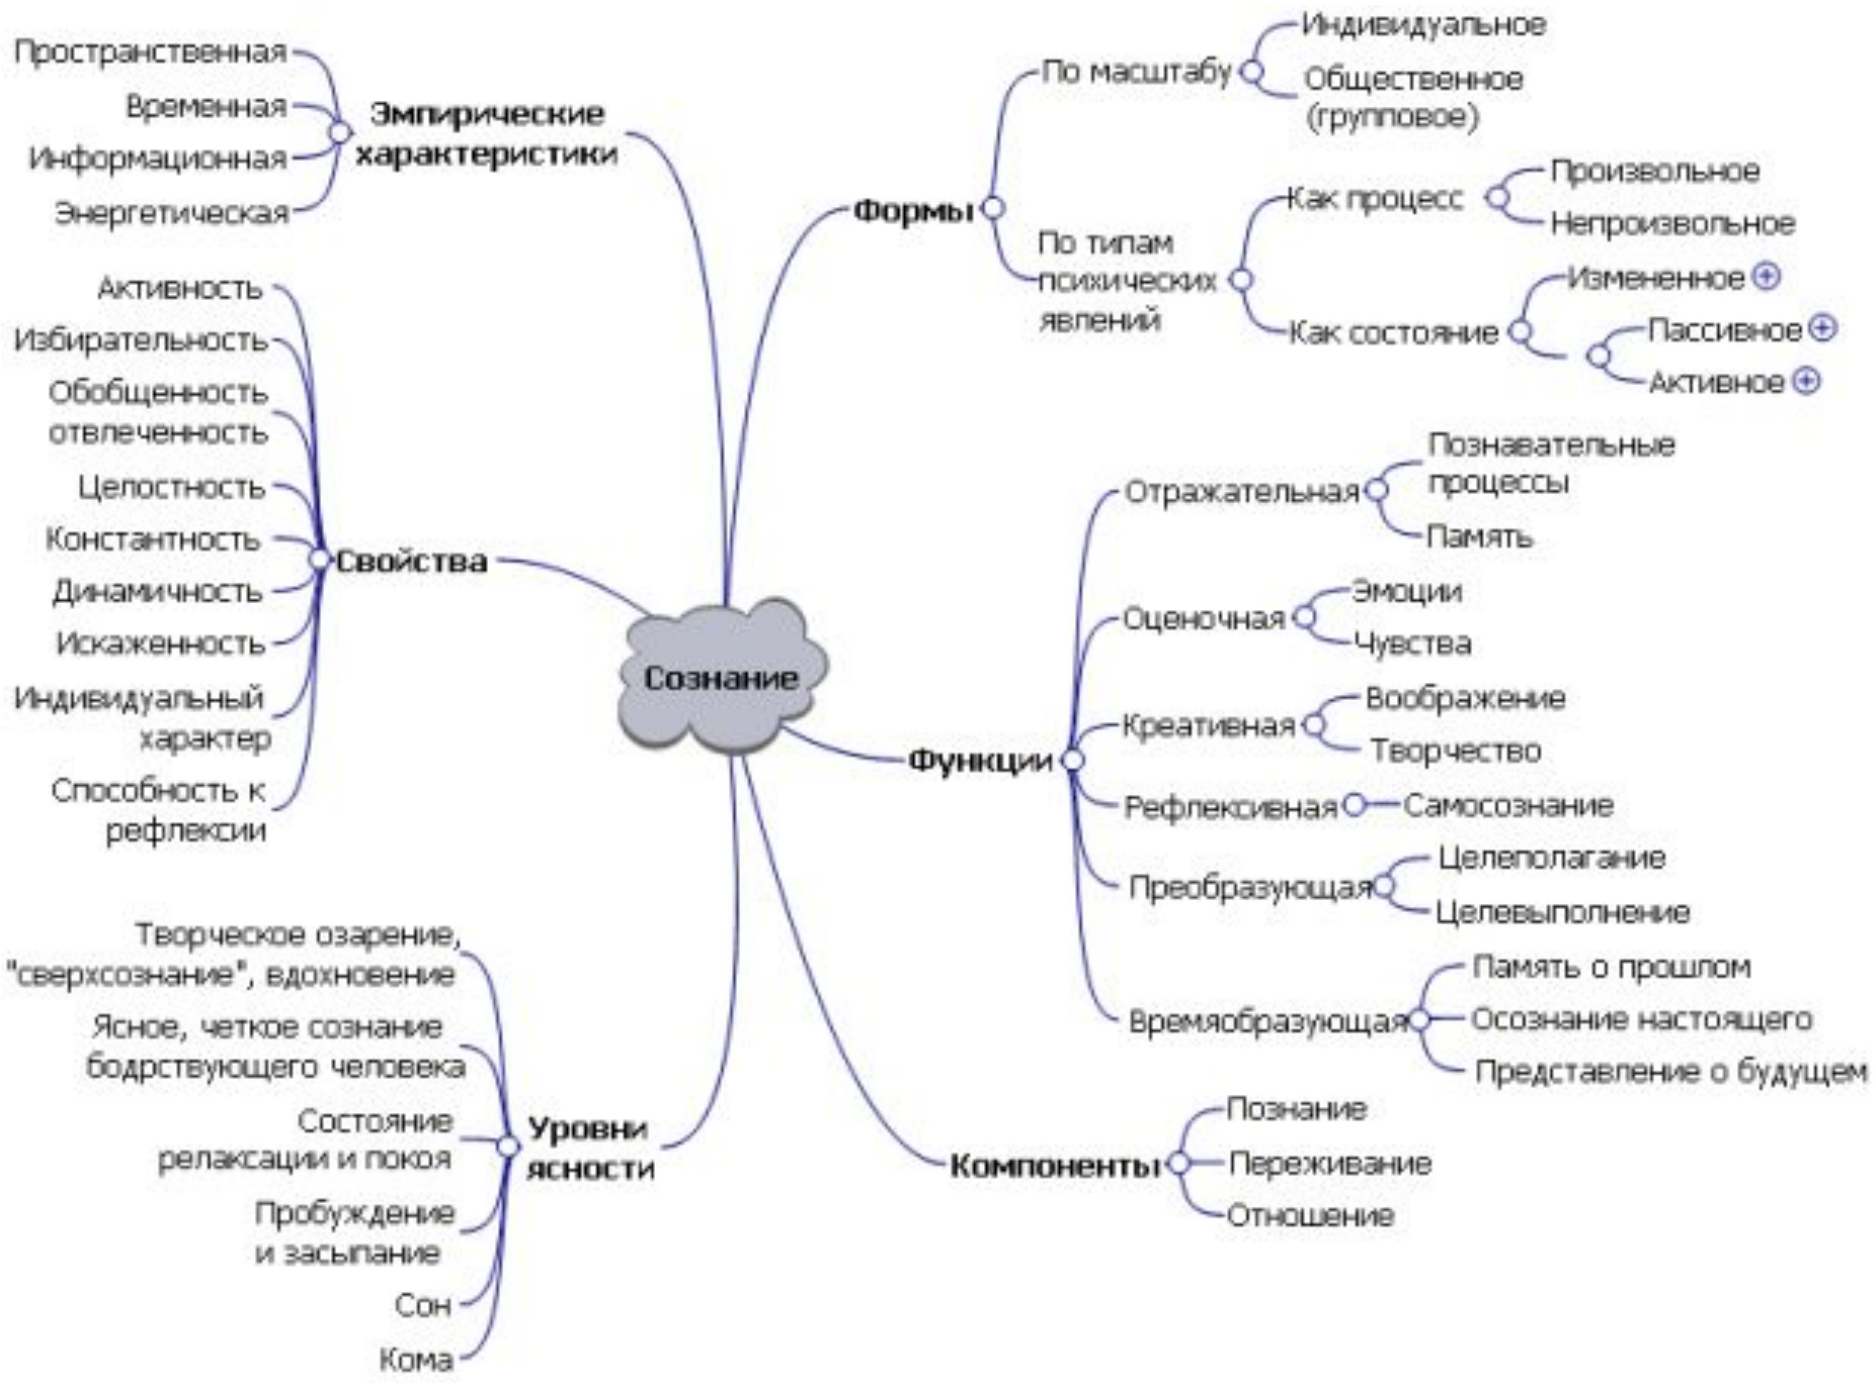 Сознание
Эмпирические
характеристики
Пространственная
Временная
Информационная
Энергетическая
Свойства
Активность
Избирательность
Обобщенность
отвлеченность
Целостность
Константность
Динамичность
Искаженность
Индивидуальный
характер
Способность к
рефлексии
Уровни
ясности
Творческое озарение,
"сверхсознание", вдохновение
Ясное, четкое сознание
бодрствующего человека
Состояние
релаксации и покоя
Пробуждение
и засыпание
Сон
Кома
Формы
По масштабу
Индивидуальное
Общественное
(групповое)
По типам
психических
явлений
Как процесс
Произвольное
Непроизвольное
Как состояние
Измененное
Пассивное
Активное
Функции
Отражательная
Познавательные
процессы
Память
Оценочная
Эмоции
Чувства
Креативная
Воображение
Творчество
Рефлексивная
Самосознание
Преобразующая
Целеполагание
Целевыполнение
Времяобразующая
Память о прошлом
Осознание настоящего
Представление о будущем
Компоненты
Познание
Переживание
Отношение